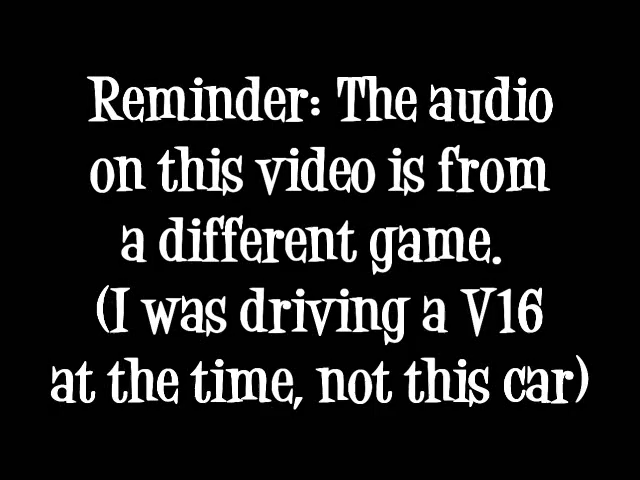 Reminder: The audio
on this video is from
a different game.
(I was driving a V16
at the time, not this car)